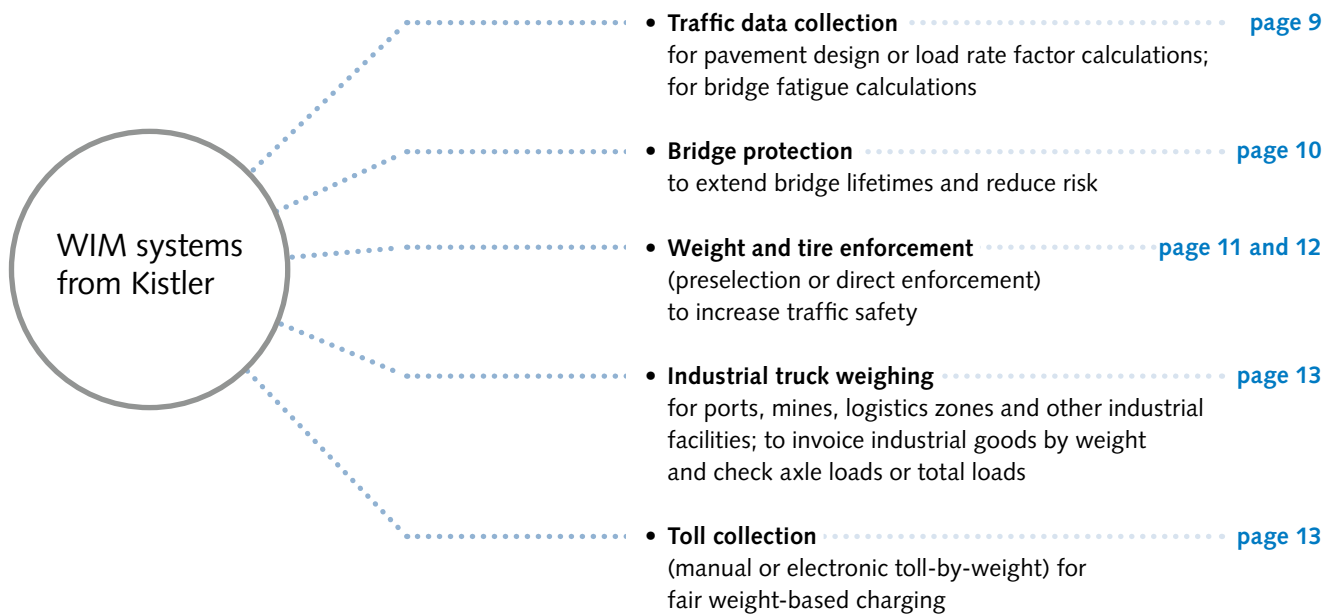 WIM systems
from Kistler
• Traffic data collection page 9
for pavement design or load rate factor calculations;
for bridge fatigue calculations
• Bridge protection page 10
to extend bridge lifetimes and reduce risk
• Weight and tire enforcement page 11 and 12
(preselection or direct enforcement)
to increase traffic safety
• Industrial truck weighing page 13
for ports, mines, logistics zones and other industrial
facilities; to invoice industrial goods by weight
and check axle loads or total loads
• Toll collection page 13
(manual or electronic toll-by-weight) for
fair weight-based charging